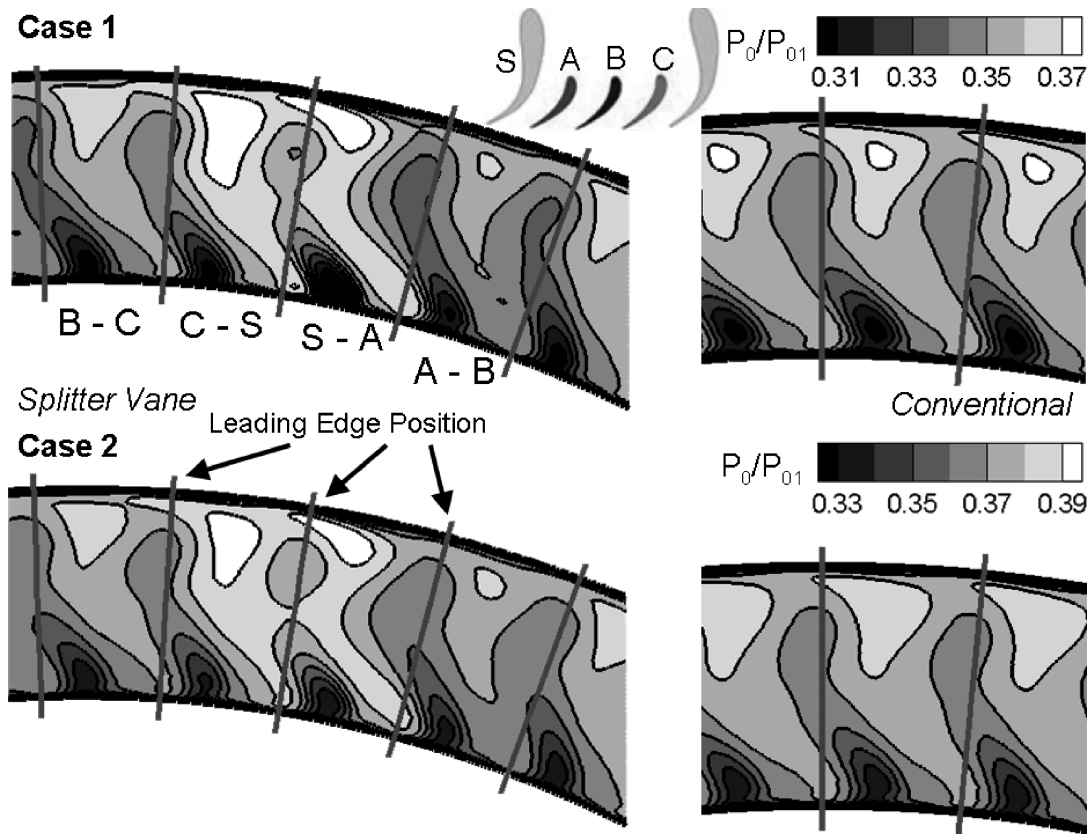 Case 1
S A B C
P0/P01
0.31 0.33 0.35 0.37
B - C C - S S - A A - B
Splitter Vane
Conventional
Leading Edge Position
Case 2
P0/P01
0.33 0.35 0.37 0.39